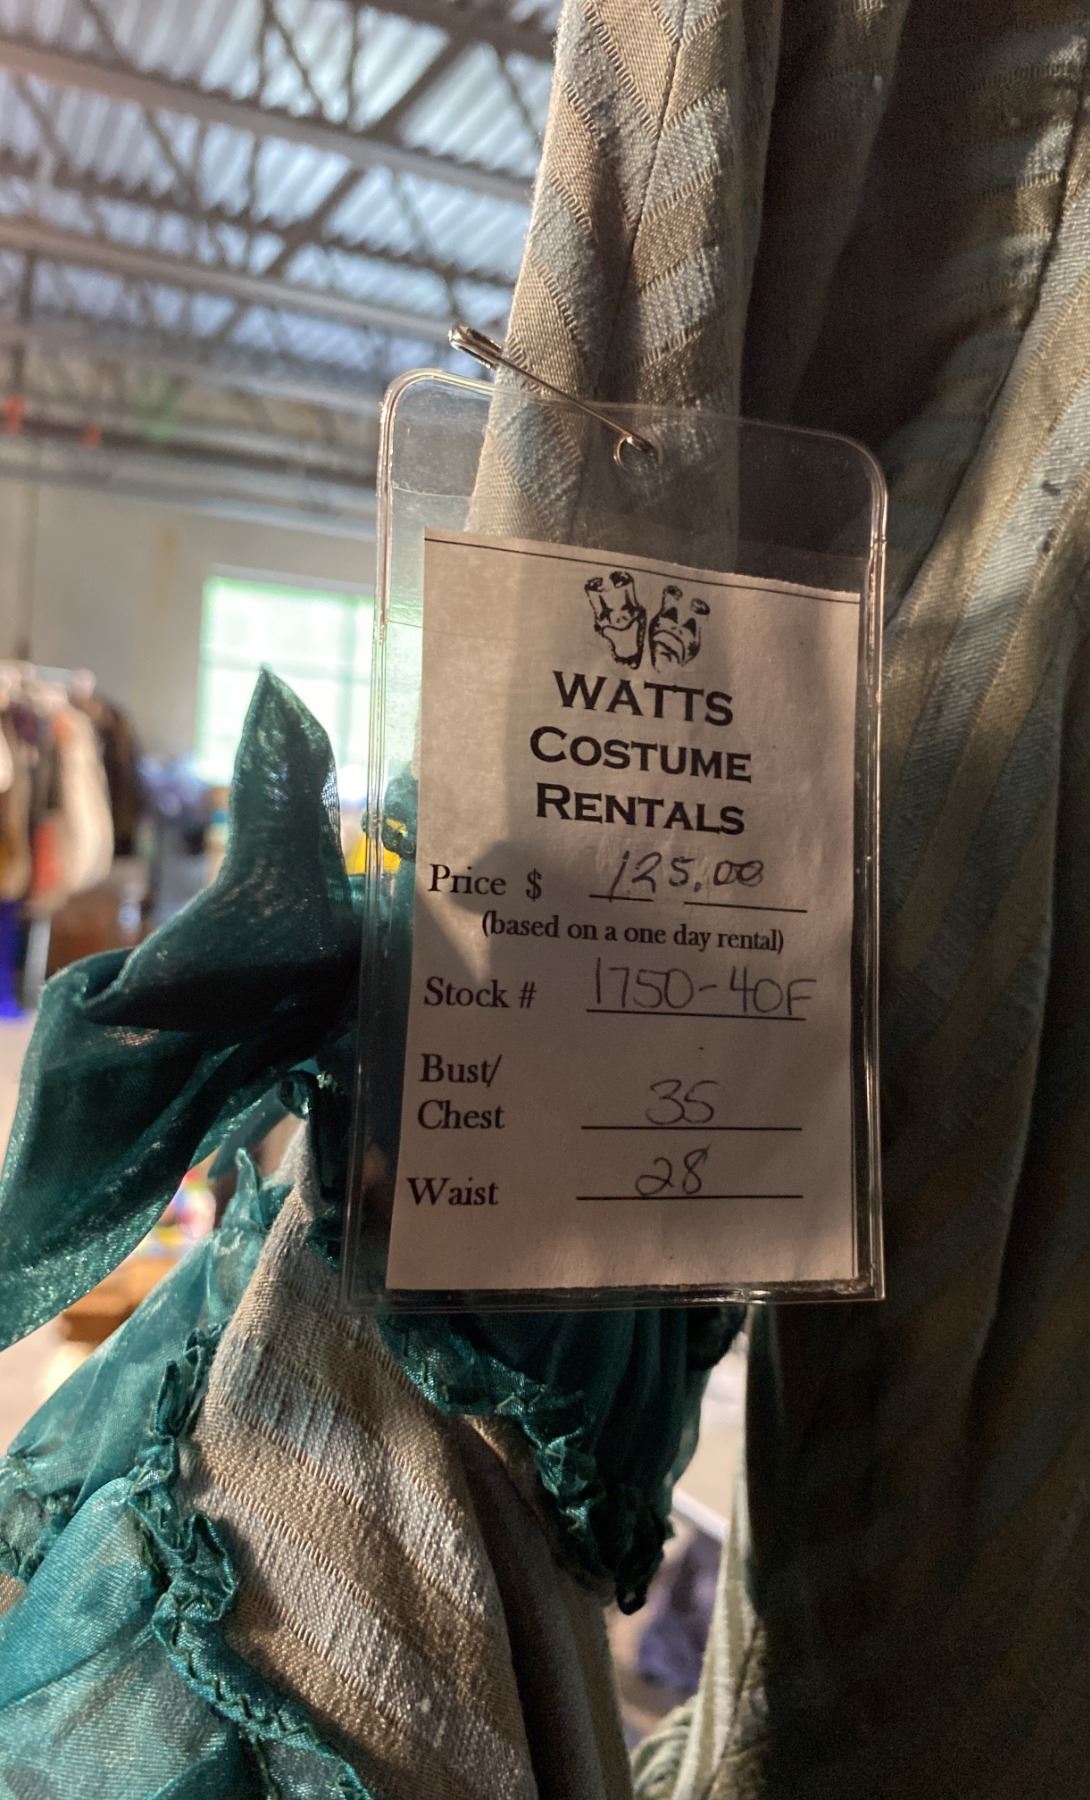 WATTS
COSTUME
RENTALS
Price $ 125.00
(based on a one day rental)
Stock # 1750-40F
Bust/
Chest 35
Waist 28